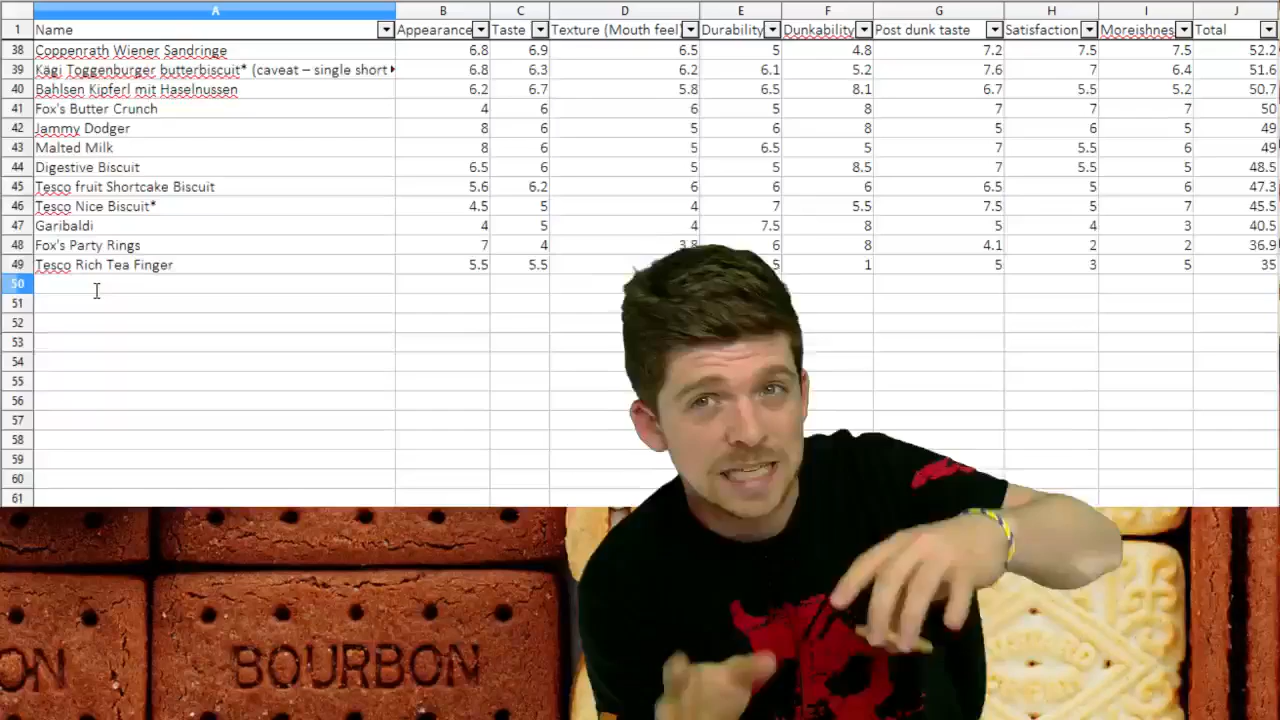 A B C D E F G H I J
1 Name Appearance Taste Texture (Mouth feel) Durability Dunkability Post dunk taste Satisfaction Moreishnes Total
38 Coppenrath Wiener Sandringe 6.8 6.9 6.5 5 4.8 7.2 7.5 7.5 52.2
39 Kägi Toggenburger butterbiscuit* (caveat – single short 6.8 6.3 6.2 6.1 5.2 7.6 7 6.4 51.6
40 Bahlsen Kipferl mit Haselnussen 6.2 6.7 5.8 6.5 8.1 6.7 5.5 5.2 50.7
41 Fox's Butter Crunch 4 6 6 5 8 7 7 7 50
42 Jammy Dodger 8 6 5 6 8 5 6 5 49
43 Malted Milk 8 6 5 6.5 5 7 5.5 6 49
44 Digestive Biscuit 6.5 6 5 5 8.5 7 5.5 5 48.5
45 Tesco fruit Shortcake Biscuit 5.6 6.2 6 6 6 6.5 5 6 47.3
46 Tesco Nice Biscuit* 4.5 5 4 7 5.5 7.5 5 7 45.5
47 Garibaldi 4 5 4 7.5 8 5 4 3 40.5
48 Fox's Party Rings 7 4 3.8 6 8 4.1 2 2 36.9
49 Tesco Rich Tea Finger 5.5 5.5 5 1 5 3 5 35
50
51
52
53
54
55
56
57
58
59
60
61
ON BOURBON